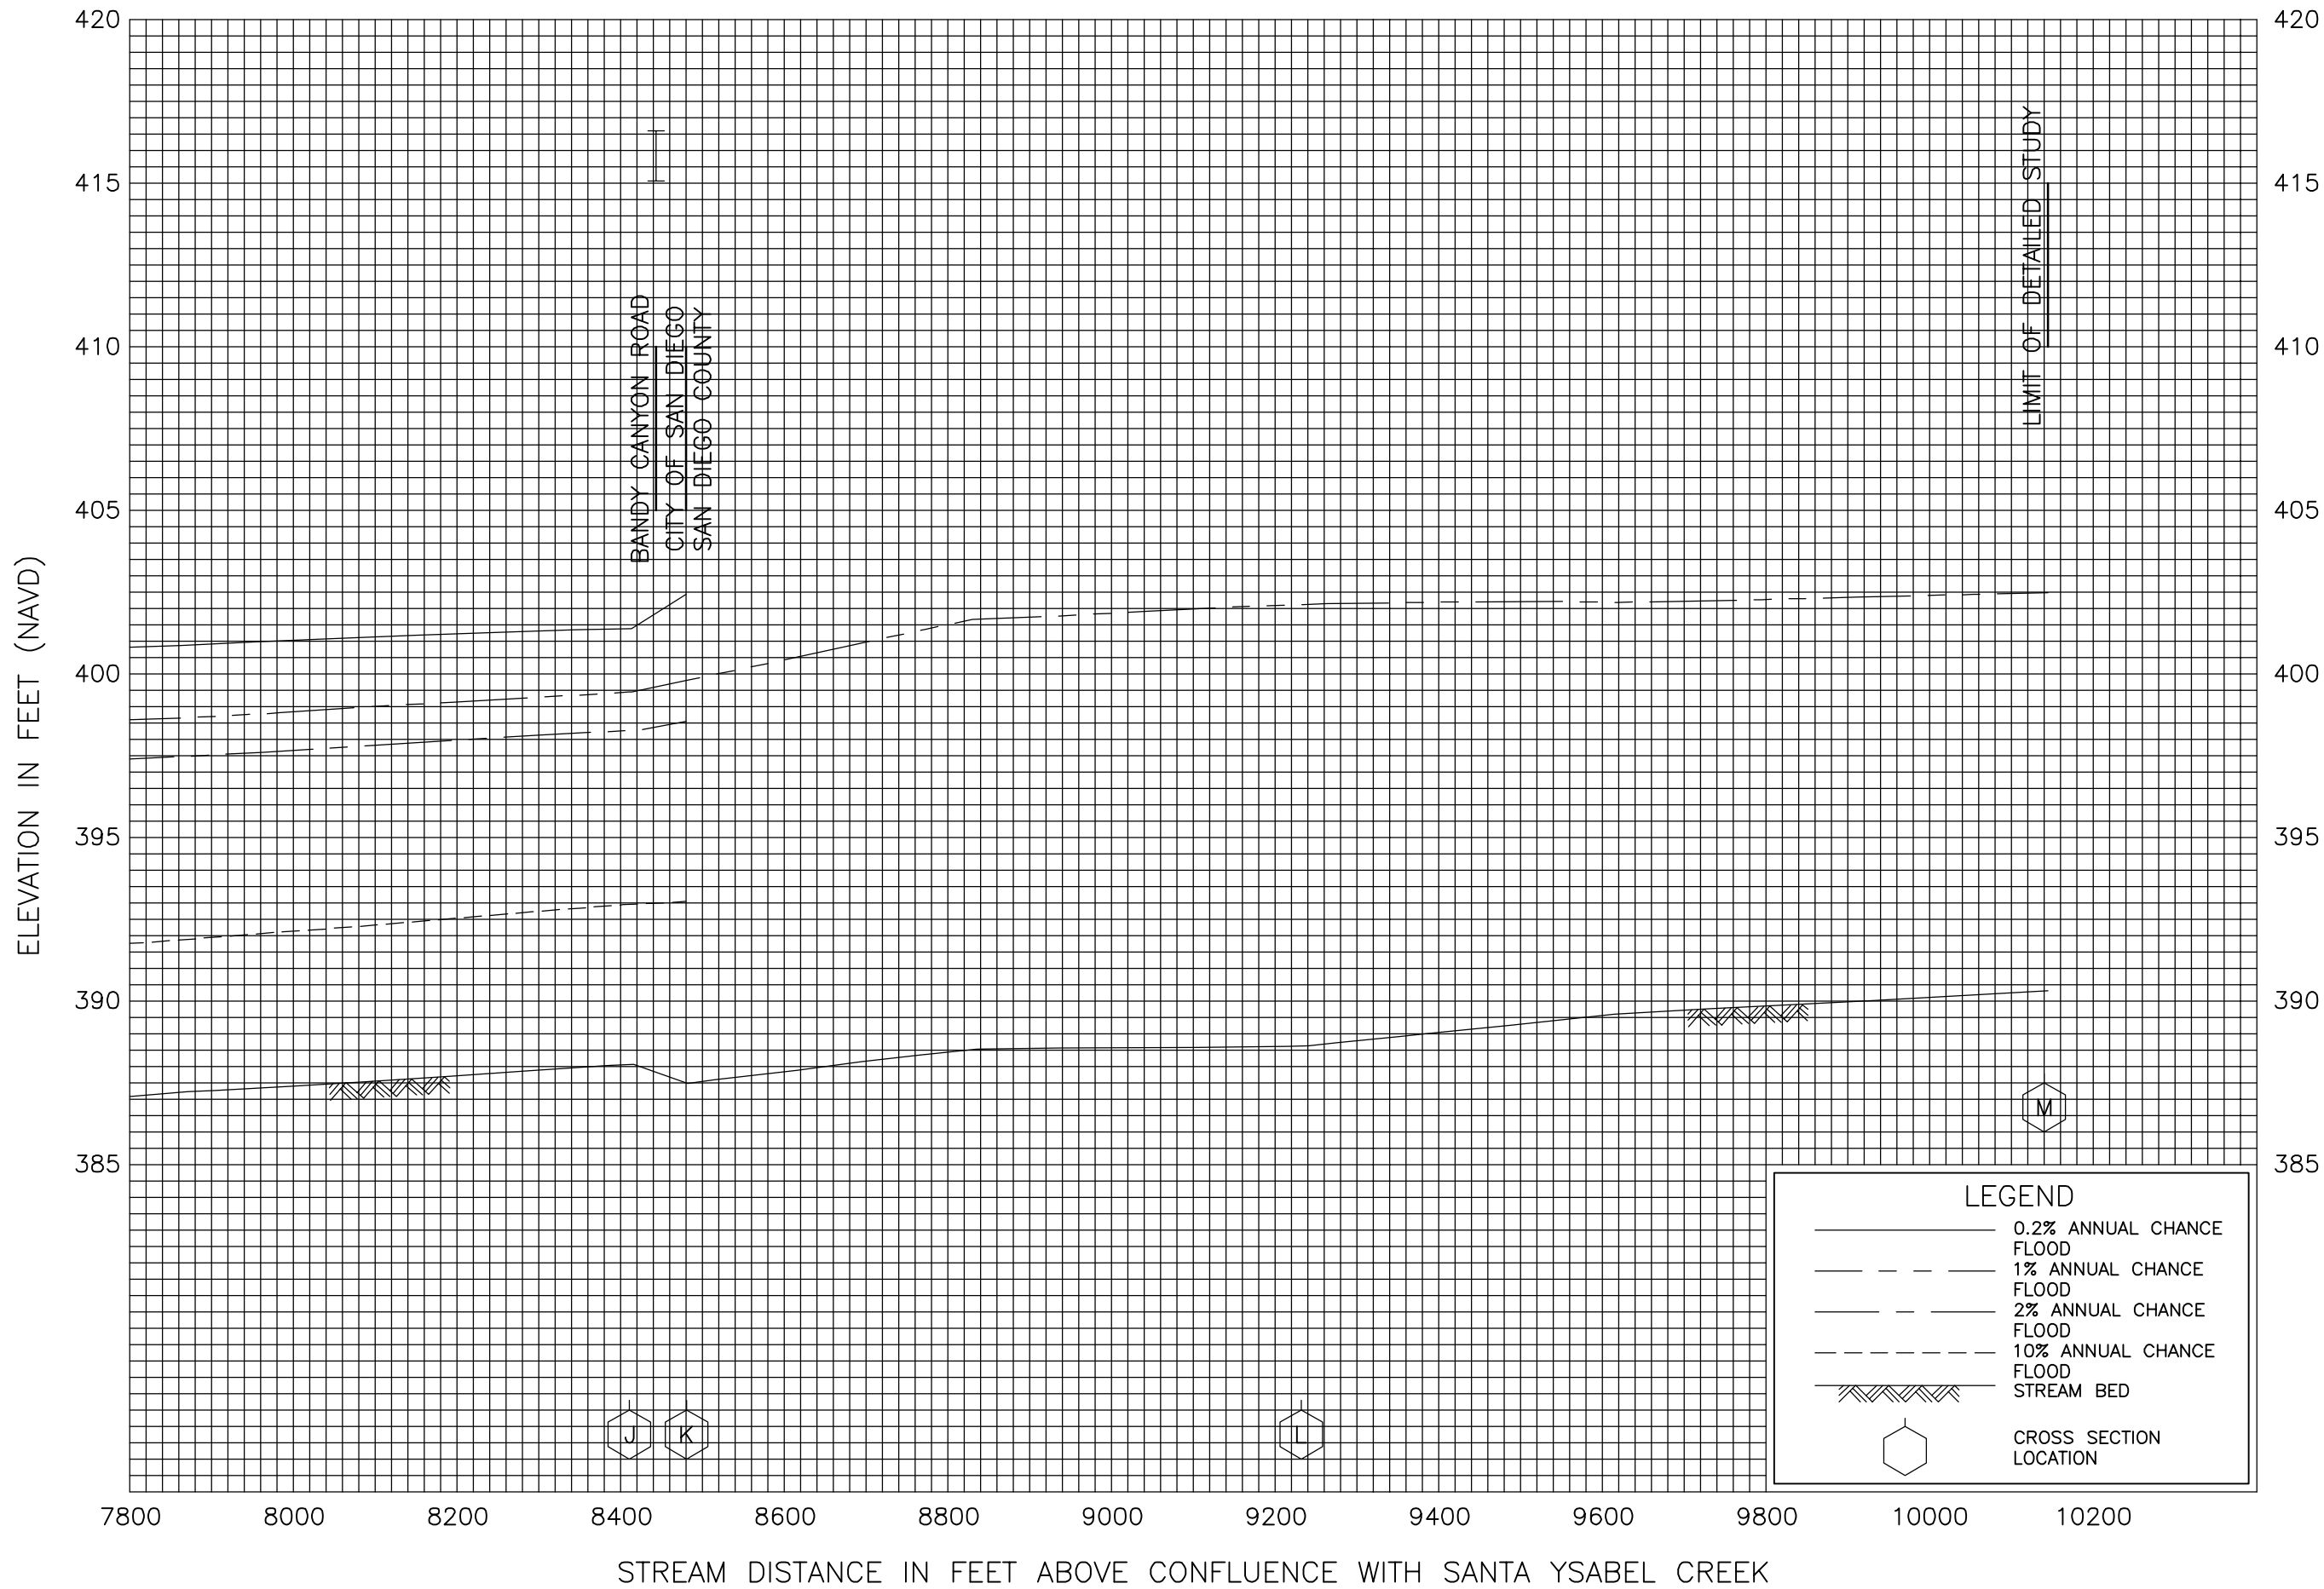 420
415
410
405
400
395
390
385
420
415
410
405
400
395
390
385
ELEVATION IN FEET (NAVD)
BANDY CANYON ROAD
CITY OF SAN DIEGO
SAN DIEGO COUNTY
LIMIT OF DETAILED STUDY
M
J
K
L
LEGEND
0.2% ANNUAL CHANCE
FLOOD
1% ANNUAL CHANCE
FLOOD
2% ANNUAL CHANCE
FLOOD
10% ANNUAL CHANCE
FLOOD
STREAM BED
CROSS SECTION
LOCATION
7800 8000 8200 8400 8600 8800 9000 9200 9400 9600 9800 10000 10200
STREAM DISTANCE IN FEET ABOVE CONFLUENCE WITH SANTA YSABEL CREEK